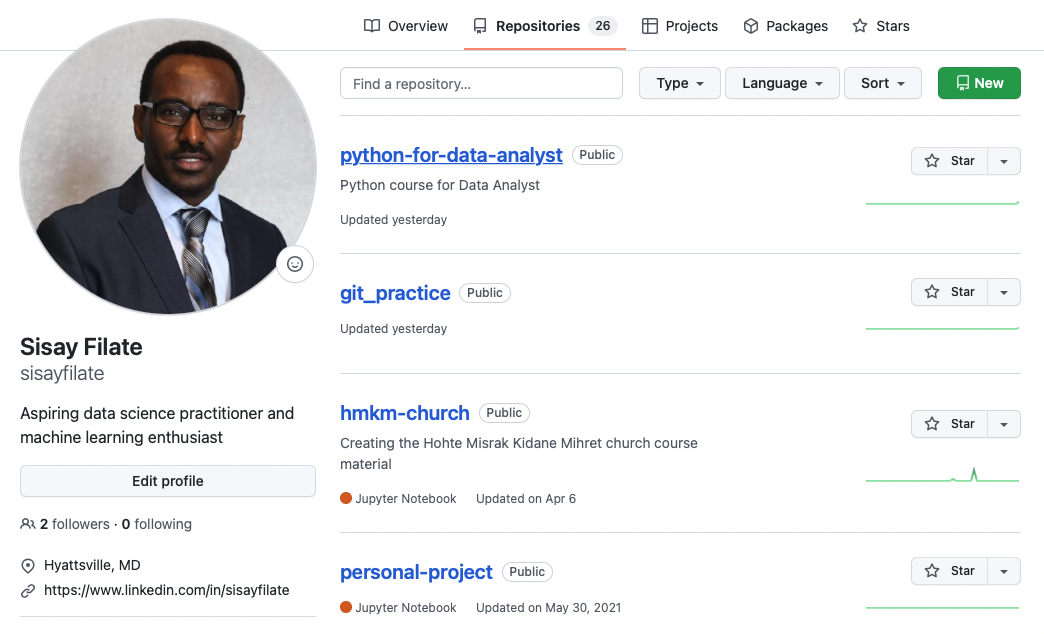 Overview Repositories 26 Projects Packages Stars
Find a repository... Type Language Sort New
python-for-data-analyst Public Star
Python course for Data Analyst
Updated yesterday
git_practice Public Star
Updated yesterday
hmkm-church Public Star
Creating the Hohte Misrak Kidane Mihret church course
material
Jupyter Notebook Updated on Apr 6
personal-project Public Star
Jupyter Notebook Updated on May 30, 2021
Sisay Filate
sisayfilate
Aspiring data science practitioner and
machine learning enthusiast
Edit profile
2 followers · 0 following
Hyattsville, MD
https://www.linkedin.com/in/sisayfilate